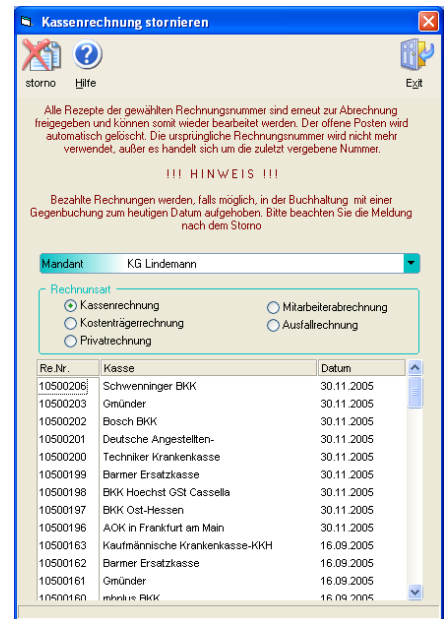 Kassenrechnung stornieren
storno Hilfe Exit
Alle Rezepte der gewählten Rechnungsnummer sind erneut zur Abrechnung
freigegeben und können somit wieder bearbeitet werden. Der offene Posten wird
automatisch gelöscht. Die ursprüngliche Rechnungsnummer wird nicht mehr
verwendet, außer es handelt sich um die zuletzt vergebene Nummer.
!!! HINWEIS !!!
Bezahlte Rechnungen werden, falls möglich, in der Buchhaltung mit einer
Gegenbuchung zum heutigen Datum aufgehoben. Bitte beachten Sie die Meldung
nach dem Storno
Mandant KG Lindemann
Rechnunsart
Kassenrechnung Mitarbeiterabrechnung
Kostenträgerrechnung Ausfallrechnung
Privatrechnung
Re.Nr. Kasse Datum
10500206 Schwenninger BKK 30.11.2005
10500203 Gmünder 30.11.2005
10500202 Bosch BKK 30.11.2005
10500201 Deutsche Angestellten- 30.11.2005
10500200 Techniker Krankenkasse 30.11.2005
10500199 Barmer Ersatzkasse 30.11.2005
10500198 BKK Hoechst GSt Cassella 30.11.2005
10500197 BKK Ost-Hessen 30.11.2005
10500196 AOK in Frankfurt am Main 30.11.2005
10500163 Kaufmännische Krankenkasse-KKH 16.09.2005
10500162 Barmer Ersatzkasse 16.09.2005
10500161 Gmünder 16.09.2005
10500160 mhplus BKK 16.09.2005